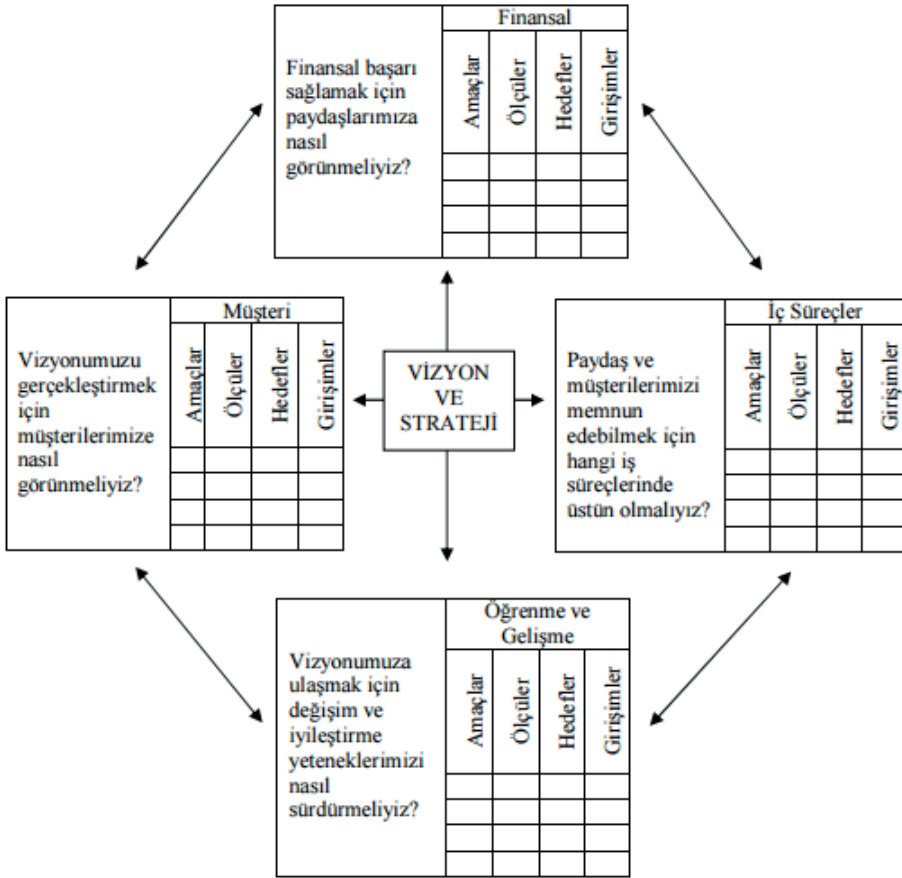 Finansal
Finansal başarı
sağlamak için
paydaşlarımıza
nasıl
görünmeliyiz?
Amaçlar
Ölçüler
Hedefler
Girişimler
Müşteri
Vizyonumuzu
gerçekleştirmek
için
müşterilerimize
nasıl
görünmeliyiz?
Amaçlar
Ölçüler
Hedefler
Girişimler
VİZYON
VE
STRATEJİ
İç Süreçler
Paydaş ve
müşterilerimizi
memnun
edebilmek için
hangi iş
süreçlerinde
üstün olmalıyız?
Amaçlar
Ölçüler
Hedefler
Girişimler
Öğrenme ve
Gelişme
Vizyonumuza
ulaşmak için
değişim ve
iyileştirme
yeteneklerimizi
nasıl
sürdürmeliyiz?
Amaçlar
Ölçüler
Hedefler
Girişimler